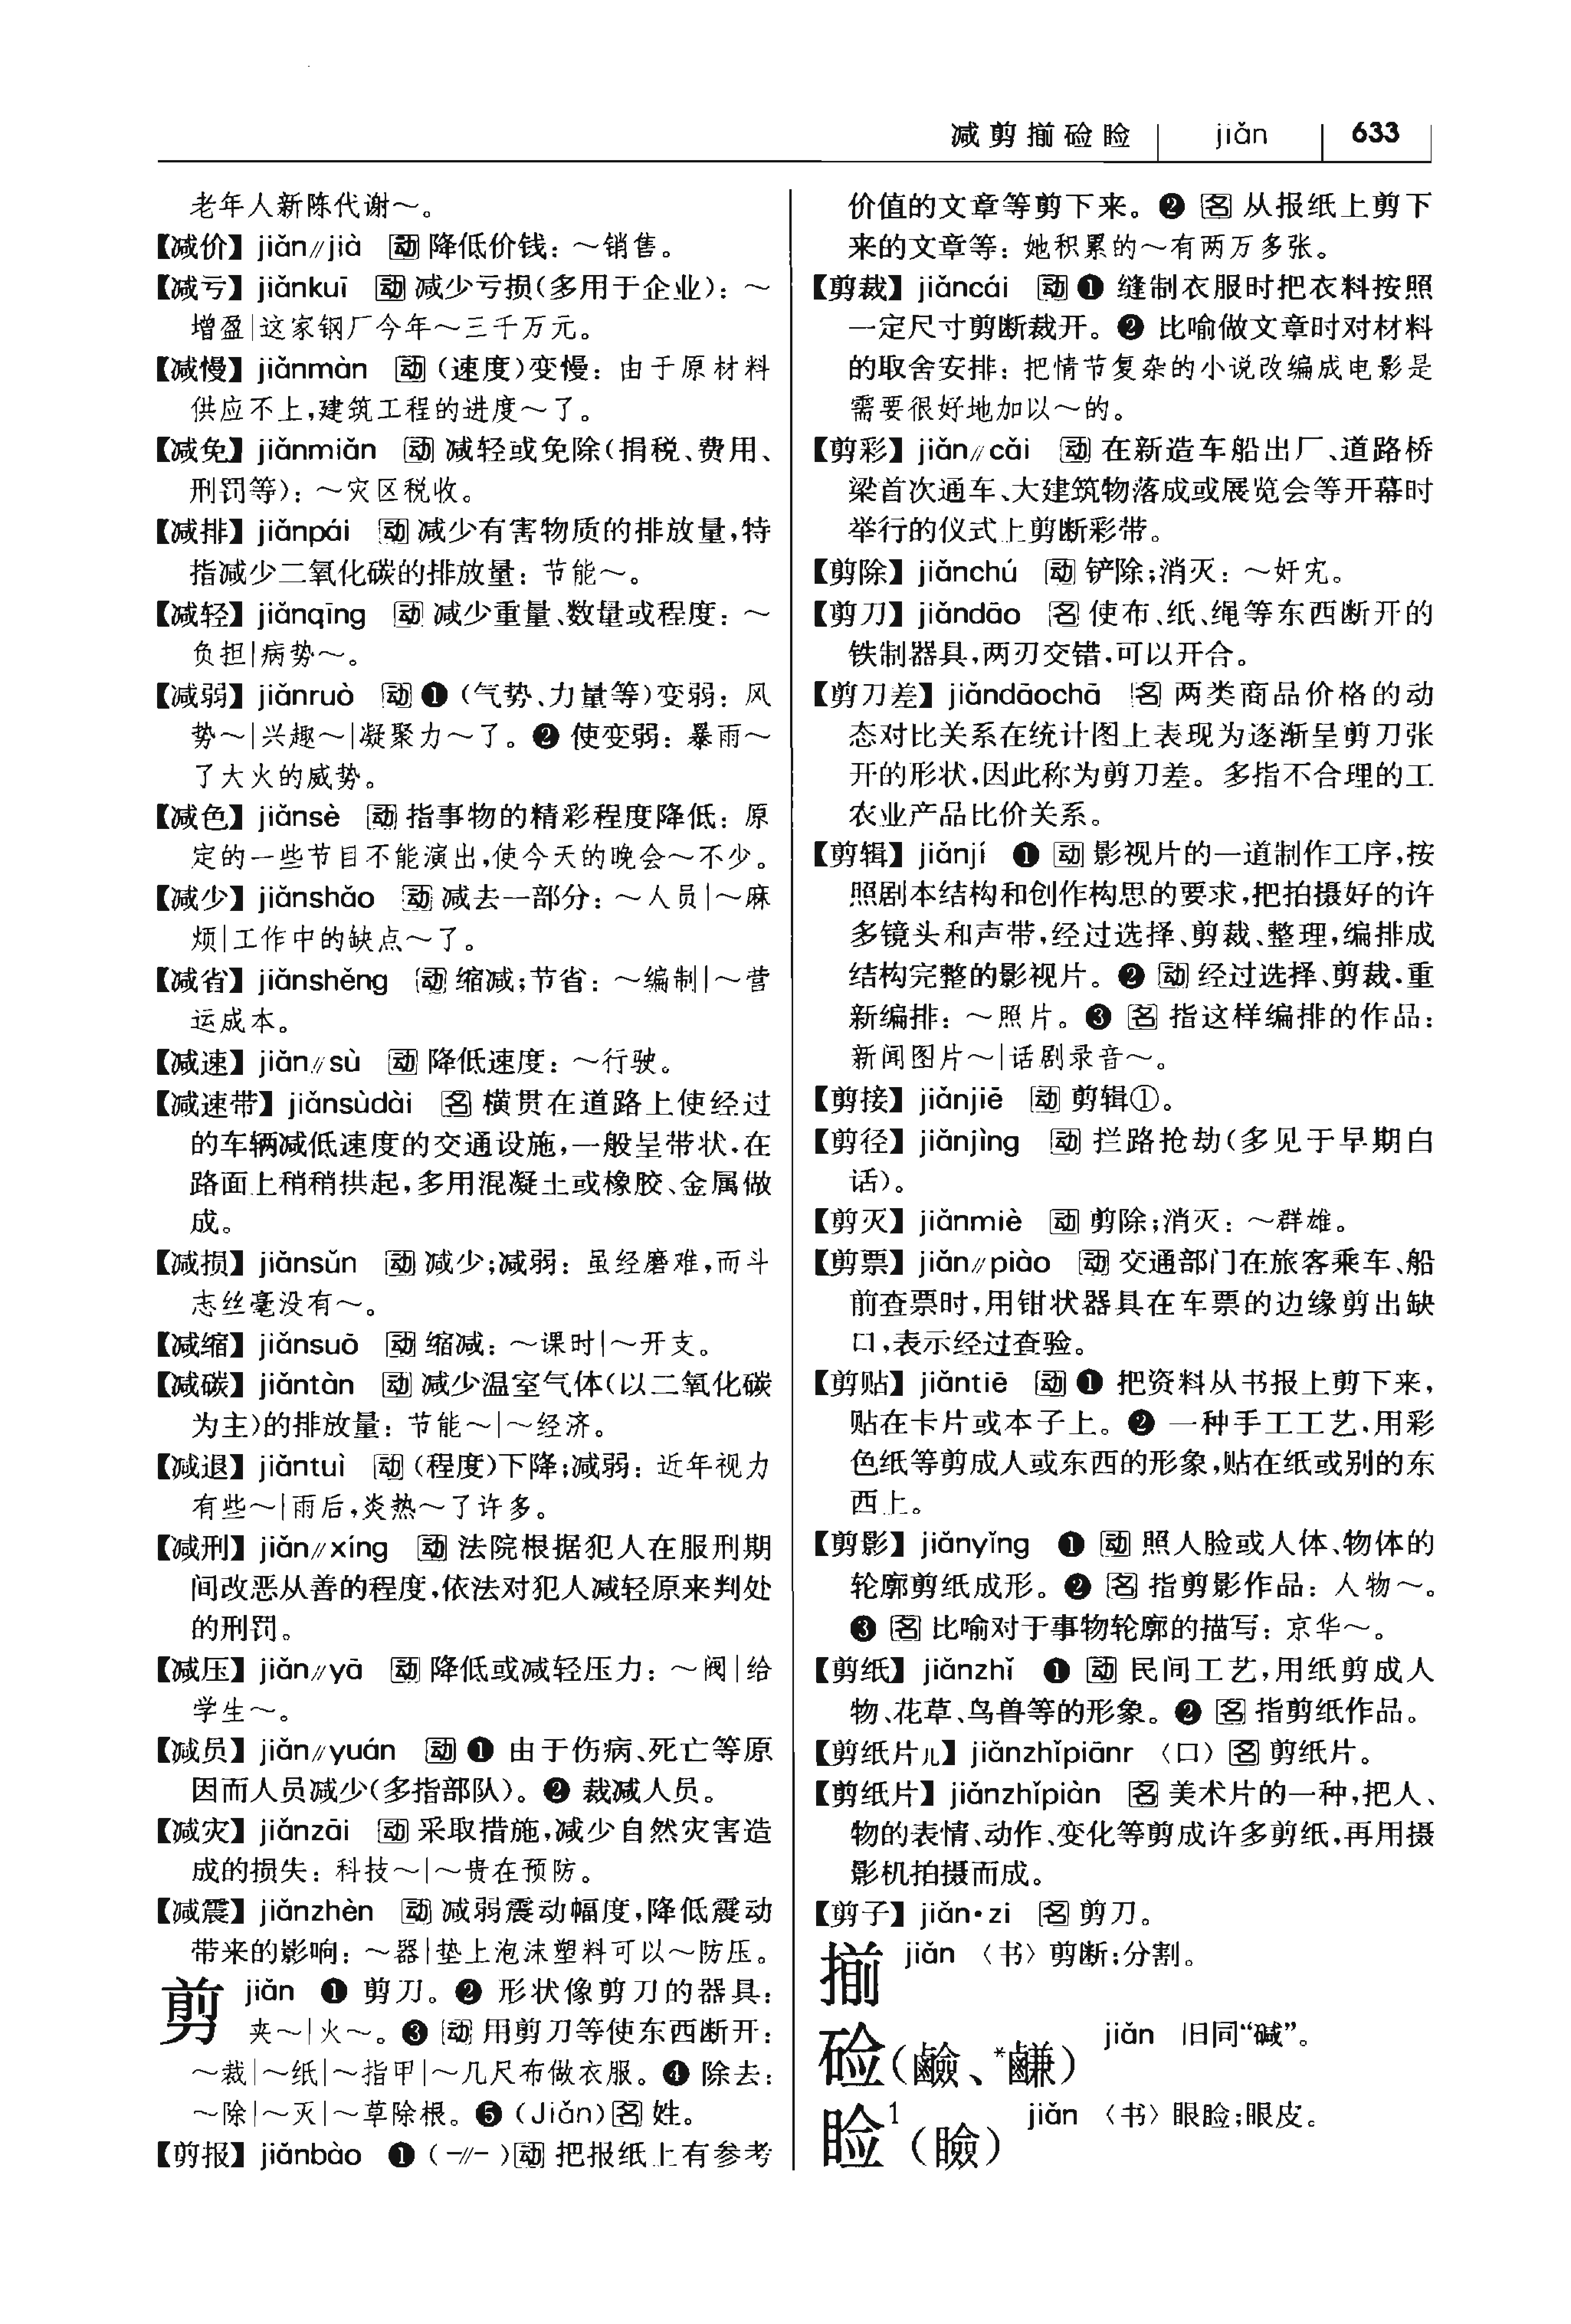 减剪揃硷睑 jiǎn 633
老年人新陈代谢～。
【减价】jiǎn∥jià 动 降低价钱：～销售。
【减亏】jiǎnkuī 动 减少亏损(多用于企业)：～
增盈|这家钢厂今年～三千万元。
【减慢】jiǎnmàn 动 (速度)变慢：由于原材料
供应不上,建筑工程的进度～了。
【减免】jiǎnmiǎn 动 减轻或免除(捐税、费用、
刑罚等)：～灾区税收。
【减排】jiǎnpái 动 减少有害物质的排放量,特
指减少二氧化碳的排放量：节能～。
【减轻】jiǎnqīng 动 减少重量、数量或程度：～
负担|病势～。
【减弱】jiǎnruò 动 ❶ (气势、力量等)变弱：风
势～|兴趣～|凝聚力～了。❷ 使变弱：暴雨～
了大火的威势。
【减色】jiǎnsè 动 指事物的精彩程度降低：原
定的一些节目不能演出,使今天的晚会～不少。
【减少】jiǎnshǎo 动 减去一部分：～人员|～麻
烦|工作中的缺点～了。
【减省】jiǎnshěng 动 缩减;节省：～编制|～营
运成本。
【减速】jiǎn∥sù 动 降低速度：～行驶。
【减速带】jiǎnsùdài 名 横贯在道路上使经过
的车辆减低速度的交通设施,一般呈带状,在
路面上稍稍拱起,多用混凝土或橡胶、金属做
成。
【减损】jiǎnsǔn 动 减少;减弱：虽经磨难,而斗
志丝毫没有～。
【减缩】jiǎnsuō 动 缩减：～课时|～开支。
【减碳】jiǎntàn 动 减少温室气体(以二氧化碳
为主)的排放量：节能～|～经济。
【减退】jiǎntuì 动 (程度)下降;减弱：近年视力
有些～|雨后,炎热～了许多。
【减刑】jiǎn∥xíng 动 法院根据犯人在服刑期
间改恶从善的程度,依法对犯人减轻原来判处
的刑罚。
【减压】jiǎn∥yā 动 降低或减轻压力：～阀|给
学生～。
【减员】jiǎn∥yuán 动 ❶ 由于伤病、死亡等原
因而人员减少(多指部队)。❷ 裁减人员。
【减灾】jiǎnzāi 动 采取措施,减少自然灾害造
成的损失：科技～|～贵在预防。
【减震】jiǎnzhèn 动 减弱震动幅度,降低震动
带来的影响：～器|垫上泡沫塑料可以～防压。
剪 jiǎn ❶ 剪刀。❷ 形状像剪刀的器具：
夹～|火～。❸ 动 用剪刀等使东西断开：
～裁|～纸|～指甲|～几尺布做衣服。❹ 除去：
～除|～灭|～草除根。❺ (Jiǎn)名 姓。
【剪报】jiǎnbào ❶ (-∥-)动 把报纸上有参考
价值的文章等剪下来。❷ 名 从报纸上剪下
来的文章等：她积累的～有两万多张。
【剪裁】jiǎncái 动 ❶ 缝制衣服时把衣料按照
一定尺寸剪断裁开。❷ 比喻做文章时对材料
的取舍安排：把情节复杂的小说改编成电影是
需要很好地加以～的。
【剪彩】jiǎn∥cǎi 动 在新造车船出厂、道路桥
梁首次通车、大建筑物落成或展览会等开幕时
举行的仪式上剪断彩带。
【剪除】jiǎnchú 动 铲除;消灭：～奸宄。
【剪刀】jiǎndāo 名 使布、纸、绳等东西断开的
铁制器具,两刃交错,可以开合。
【剪刀差】jiǎndāochā 名 两类商品价格的动
态对比关系在统计图上表现为逐渐呈剪刀张
开的形状,因此称为剪刀差。多指不合理的工
农业产品比价关系。
【剪辑】jiǎnjí ❶ 动 影视片的一道制作工序,按
照剧本结构和创作构思的要求,把拍摄好的许
多镜头和声带,经过选择、剪裁、整理,编排成
结构完整的影视片。❷ 动 经过选择、剪裁,重
新编排：～照片。❸ 名 指这样编排的作品：
新闻图片～|话剧录音～。
【剪接】jiǎnjiē 动 剪辑①。
【剪径】jiǎnjìng 动 拦路抢劫(多见于早期白
话)。
【剪灭】jiǎnmiè 动 剪除;消灭：～群雄。
【剪票】jiǎn∥piào 动 交通部门在旅客乘车、船
前查票时,用钳状器具在车票的边缘剪出缺
口,表示经过查验。
【剪贴】jiǎntiē 动 ❶ 把资料从书报上剪下来,
贴在卡片或本子上。❷ 一种手工工艺,用彩
色纸等剪成人或东西的形象,贴在纸或别的东
西上。
【剪影】jiǎnyǐng ❶ 动 照人脸或人体、物体的
轮廓剪纸成形。❷ 名 指剪影作品：人物～。
❸ 名 比喻对于事物轮廓的描写：京华～。
【剪纸】jiǎnzhǐ ❶ 动 民间工艺,用纸剪成人
物、花草、鸟兽等的形象。❷ 名 指剪纸作品。
【剪纸片儿】jiǎnzhǐpiānr 〈口〉名 剪纸片。
【剪纸片】jiǎnzhǐpiàn 名 美术片的一种,把人、
物的表情、动作、变化等剪成许多剪纸,再用摄
影机拍摄而成。
【剪子】jiǎn·zi 名 剪刀。
揃 jiǎn 〈书〉剪断;分割。
硷(鹼、*鹻) jiǎn 旧同“碱”。
睑¹(瞼) jiǎn 〈书〉眼睑;眼皮。